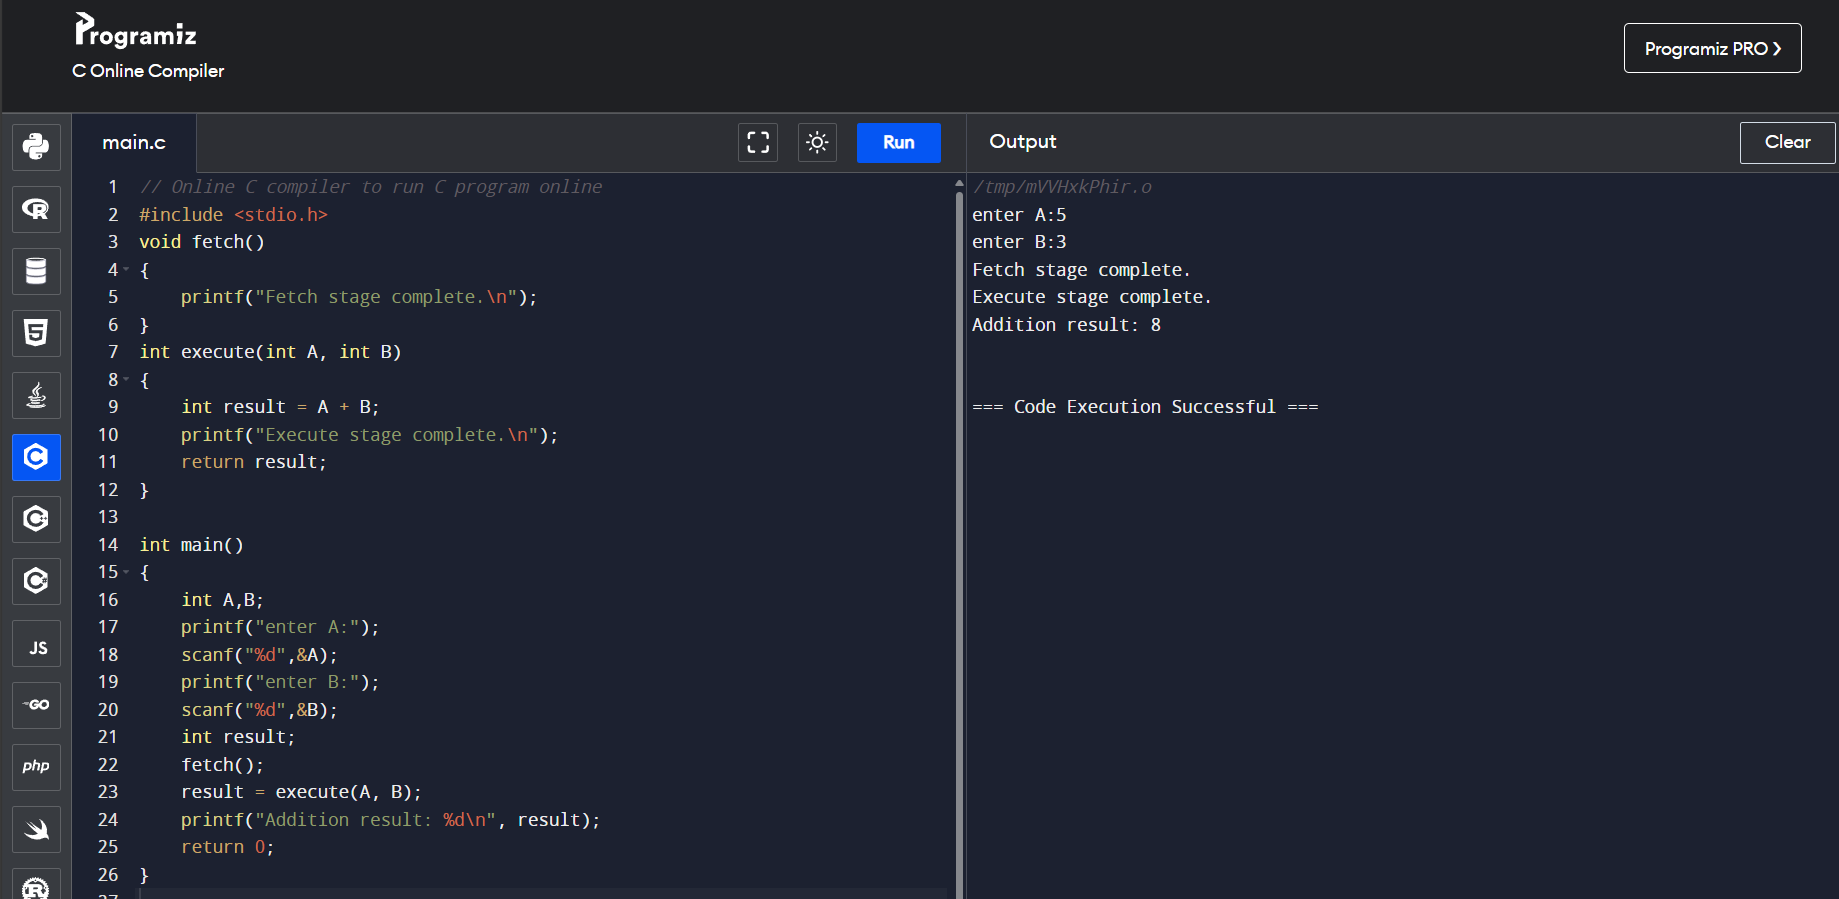 Programiz
C Online Compiler
Programiz PRO ❯
main.c
Run
Output
Clear
1 // Online C compiler to run C program online
2 #include <stdio.h>
3 void fetch()
4 {
5     printf("Fetch stage complete.\n");
6 }
7 int execute(int A, int B)
8 {
9     int result = A + B;
10     printf("Execute stage complete.\n");
11     return result;
12 }
13
14 int main()
15 {
16     int A,B;
17     printf("enter A:");
18     scanf("%d",&A);
19     printf("enter B:");
20     scanf("%d",&B);
21     int result;
22     fetch();
23     result = execute(A, B);
24     printf("Addition result: %d\n", result);
25     return 0;
26 }
27
/tmp/mVVHxkPhir.o
enter A:5
enter B:3
Fetch stage complete.
Execute stage complete.
Addition result: 8
=== Code Execution Successful ===
R
5
C
C++
C#
JS
GO
php
R